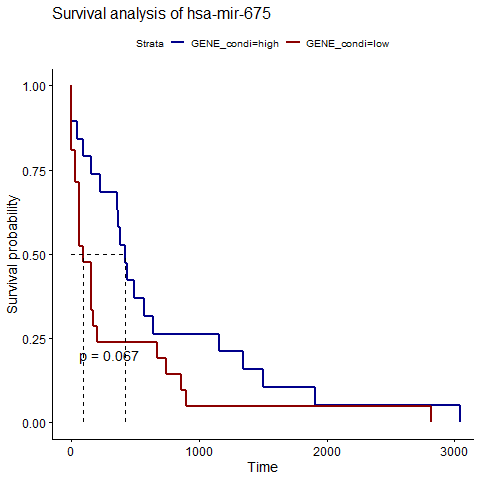 Survival analysis of hsa-mir-675
Strata GENE_condi=high GENE_condi=low
1.00
0.75
0.50
0.25
0.00
Survival probability
p = 0.067
0 1000 2000 3000
Time